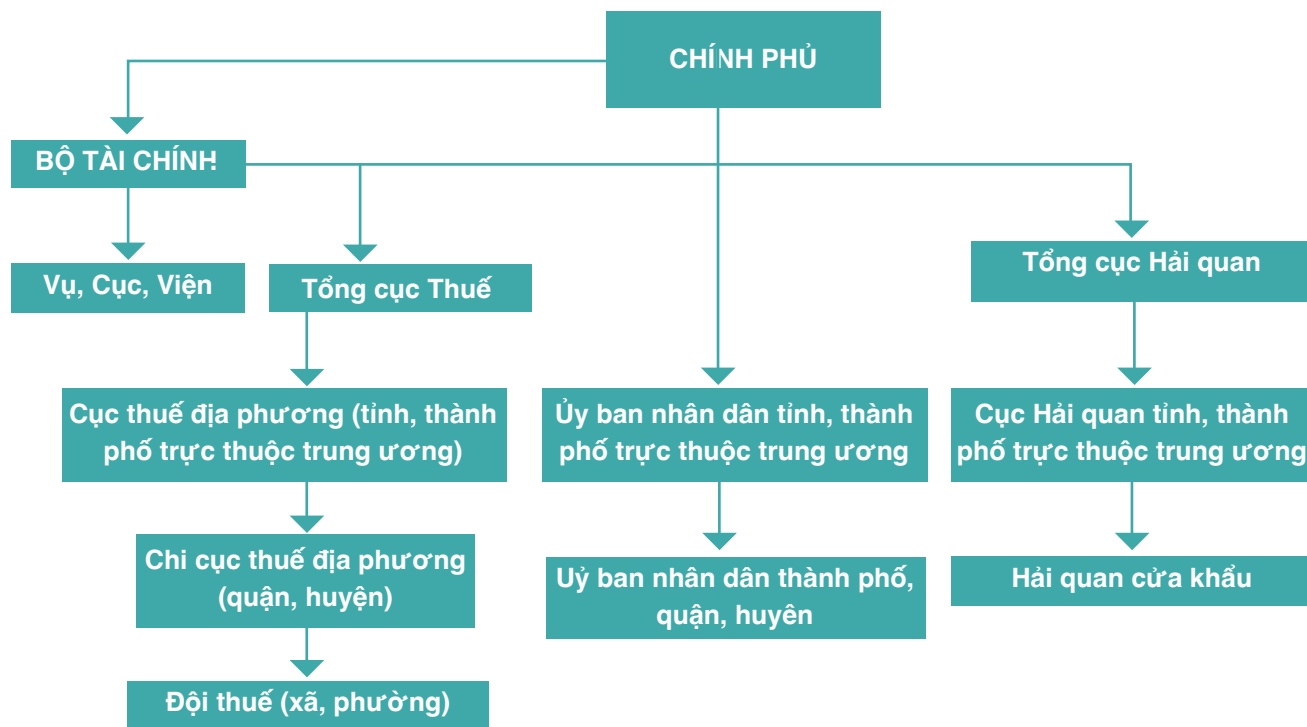 CHÍNH PHỦ
BỘ TÀI CHÍNH
Vụ, Cục, Viện
Tổng cục Thuế
Tổng cục Hải quan
Cục thuế địa phương (tỉnh, thành
phố trực thuộc trung ương)
Ủy ban nhân dân tỉnh, thành
phố trực thuộc trung ương
Cục Hải quan tỉnh, thành
phố trực thuộc trung ương
Chi cục thuế địa phương
(quận, huyện)
Uỷ ban nhân dân thành phố,
quận, huyên
Hải quan cửa khẩu
Đội thuế (xã, phường)